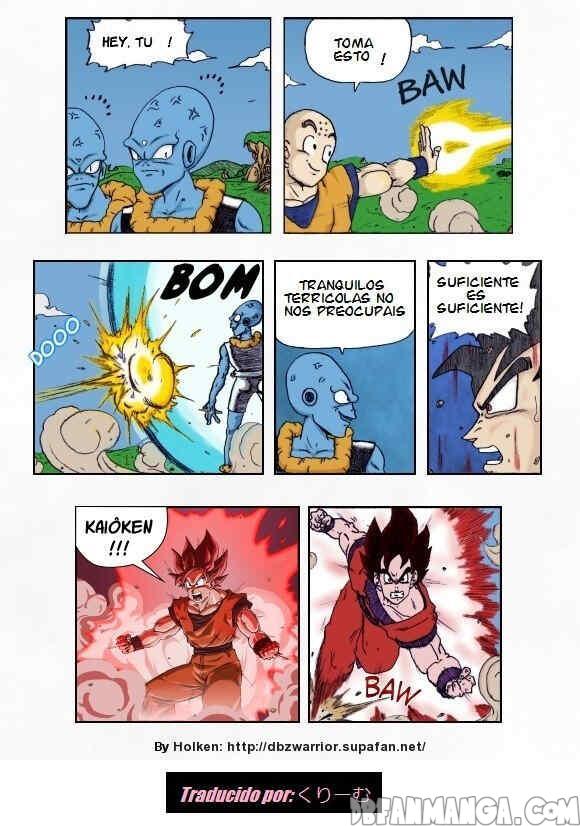 HEY, TU !
TOMA
ESTO !
BAW
DOOO
BOM
TRANQUILOS
TERRICOLAS NO
NOS PREOCUPAIS
SUFICIENTE
ES
SUFICIENTE!
KAIÔKEN
!!!
BAW
By Holken: http://dbzwarrior.supafan.net/
Traducido por:くりーむ
DBFANMANGA.COM